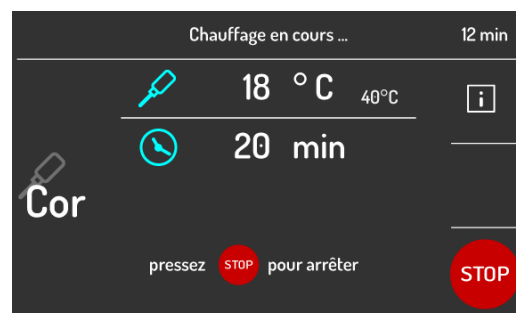 Chauffage en cours ... 12 min
18 °C 40°C
i
20 min
Cor
pressez STOP pour arrêter
STOP